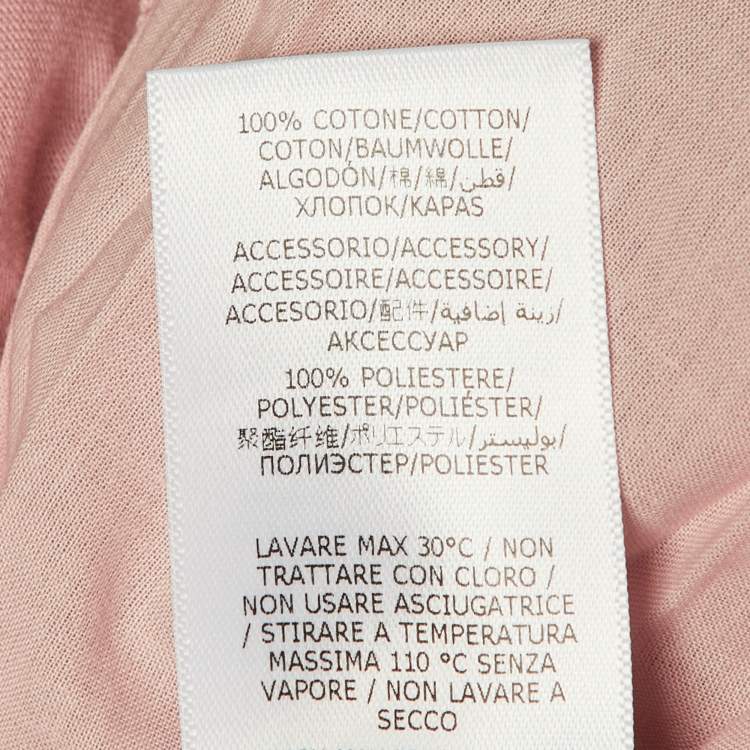 100% COTONE/COTTON/
COTON/BAUMWOLLE/
ALGODÓN/棉/綿/قطن/
ХЛОПОК/KAPAS
ACCESSORIO/ACCESSORY/
ACCESSOIRE/ACCESSOIRE/
ACCESORIO/配件/زينة إضافية/
АКСЕССУАР
100% POLIESTERE/
POLYESTER/POLIÉSTER/
聚酯纤维/ポリエステル/بوليستر/
ПОЛИЭСТЕР/POLIESTER
LAVARE MAX 30°C / NON
TRATTARE CON CLORO /
NON USARE ASCIUGATRICE
/ STIRARE A TEMPERATURA
MASSIMA 110 °C SENZA
VAPORE / NON LAVARE A
SECCO